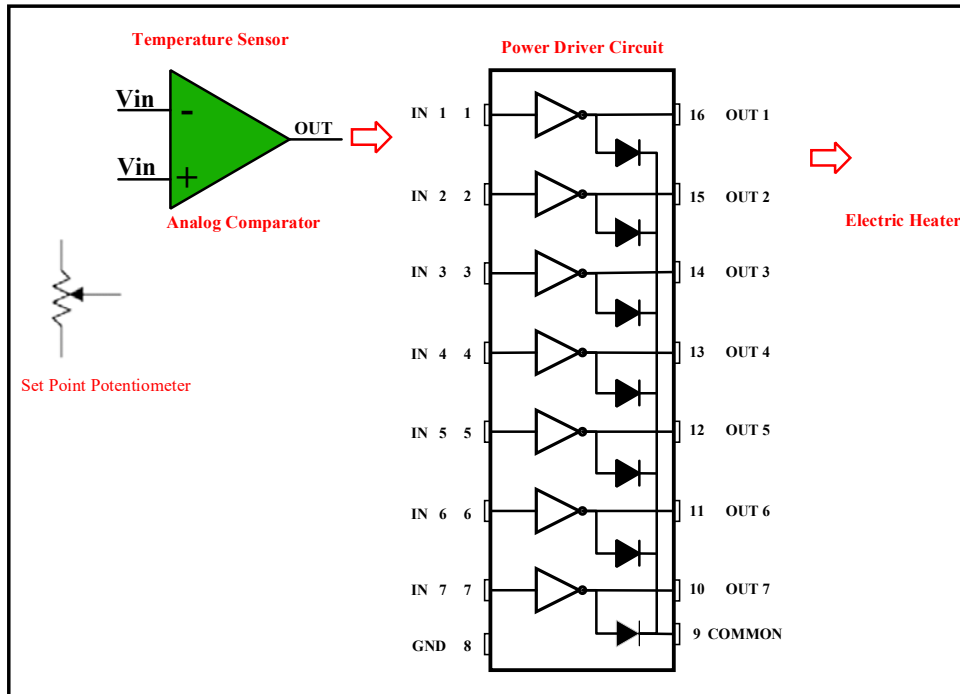 Temperature Sensor
Vin
-
Vin
+
OUT
Analog Comparator
Set Point Potentiometer
Power Driver Circuit
IN 1 1
16 OUT 1
IN 2 2
15 OUT 2
IN 3 3
14 OUT 3
IN 4 4
13 OUT 4
IN 5 5
12 OUT 5
IN 6 6
11 OUT 6
IN 7 7
10 OUT 7
GND 8
9 COMMON
Electric Heater